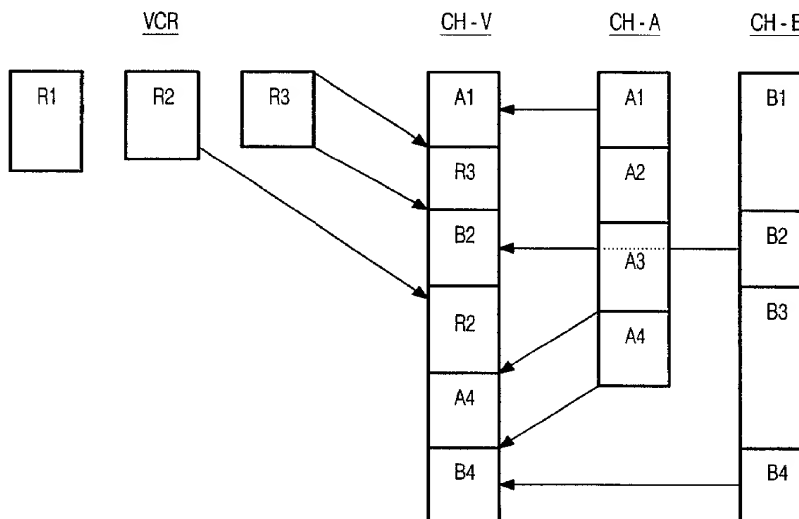 VCR CH - V CH - A CH - B
R1 R2 R3 A1 A1 B1
R3 A2
B2 A3 B2
R2 A4 B3
A4
B4 B4